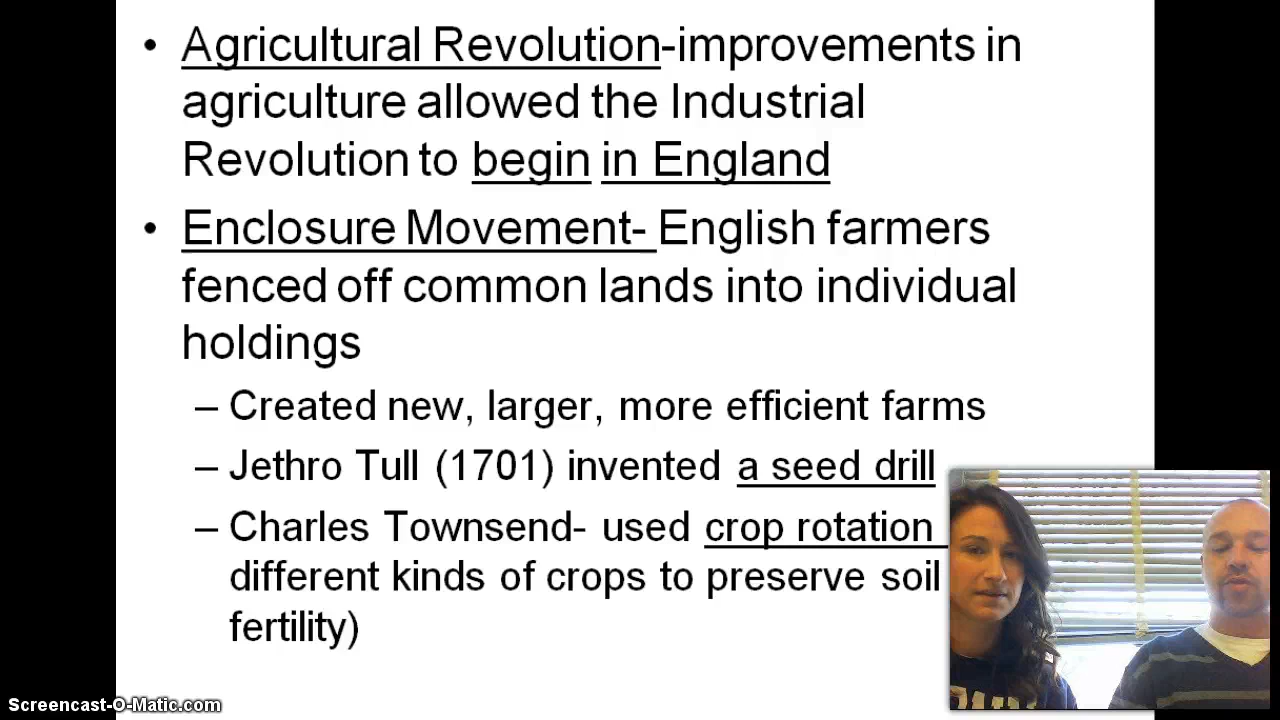 • Agricultural Revolution-improvements in
agriculture allowed the Industrial
Revolution to begin in England
• Enclosure Movement- English farmers
fenced off common lands into individual
holdings
– Created new, larger, more efficient farms
– Jethro Tull (1701) invented a seed drill
– Charles Townsend- used crop rotation
different kinds of crops to preserve soil
fertility)
Screencast-O-Matic.com